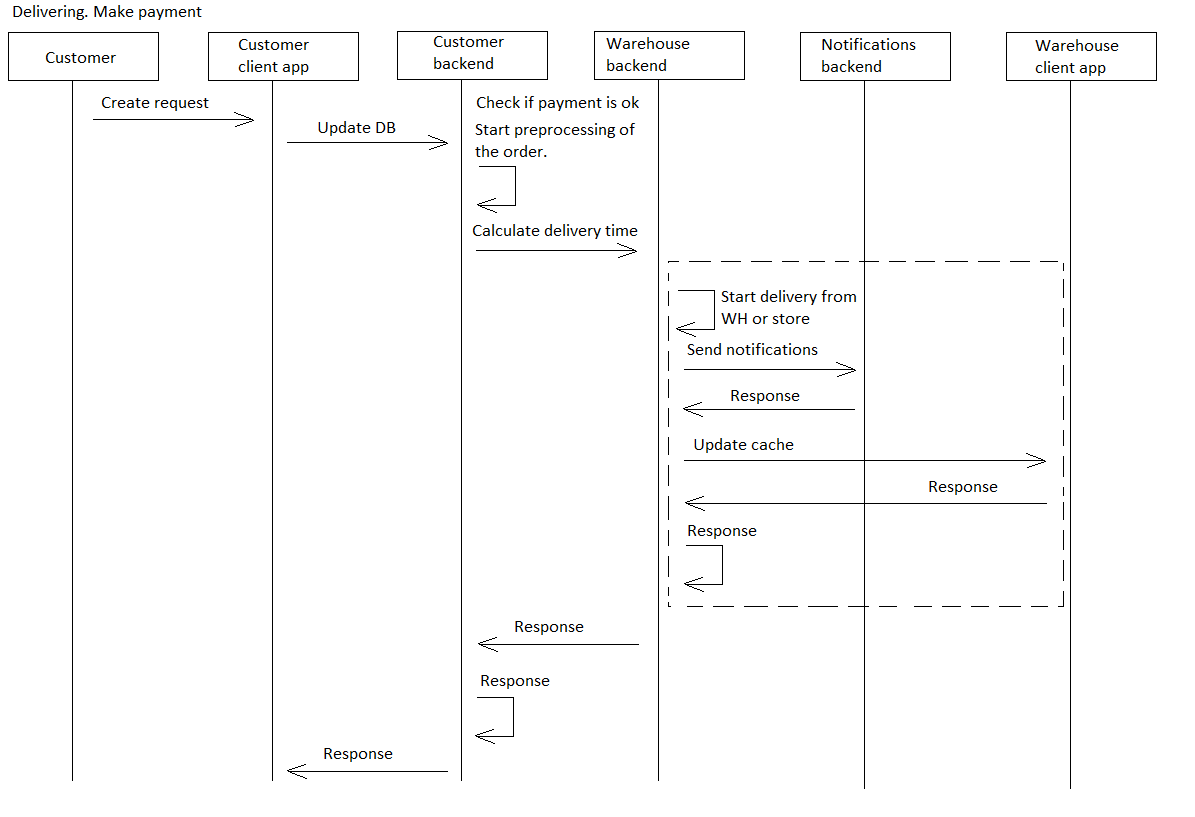 Delivering. Make payment
Customer
Customer
client app
Customer
backend
Warehouse
backend
Notifications
backend
Warehouse
client app
Create request
Update DB
Check if payment is ok
Start preprocessing of
the order.
Calculate delivery time
Start delivery from
WH or store
Send notifications
Response
Update cache
Response
Response
Response
Response
Response